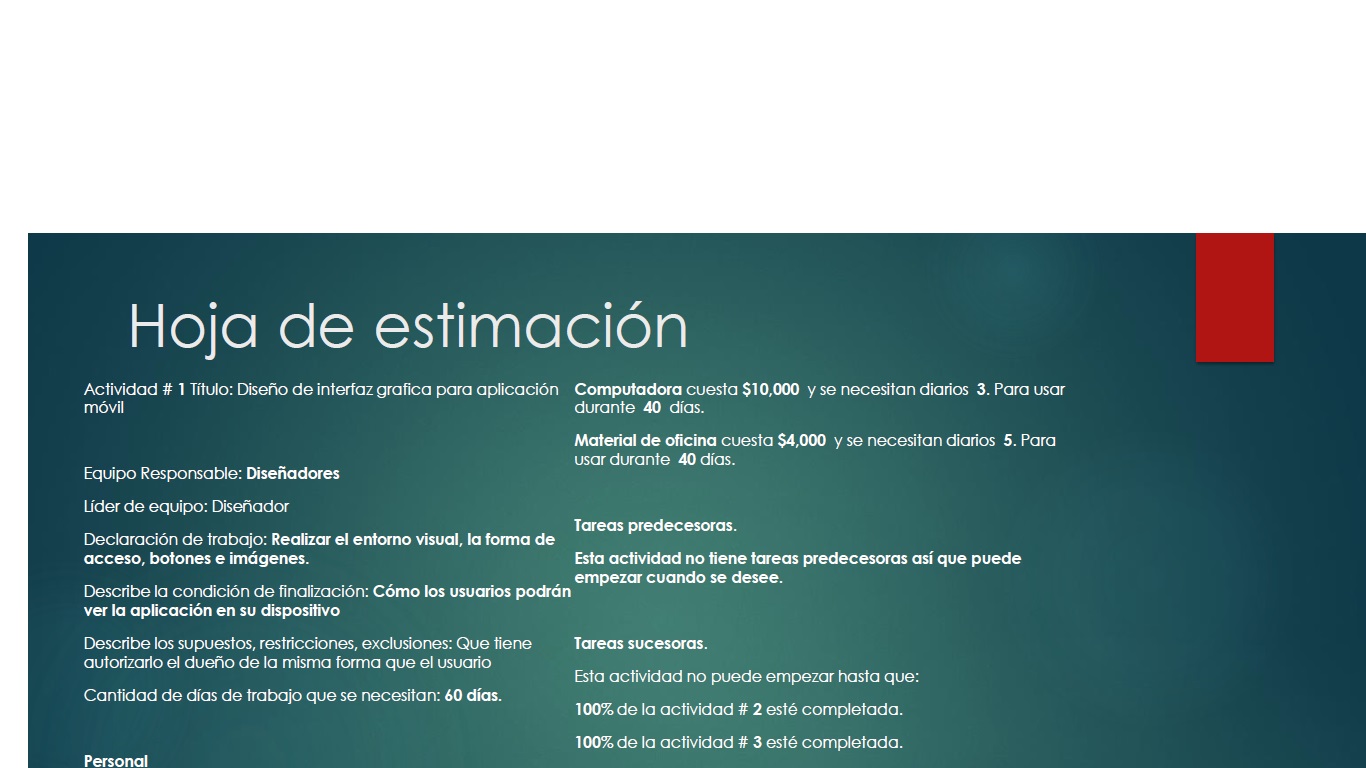 Hoja de estimación
Actividad # 1 Título: Diseño de interfaz grafica para aplicación
móvil
Equipo Responsable: Diseñadores
Líder de equipo: Diseñador
Declaración de trabajo: Realizar el entorno visual, la forma de
acceso, botones e imágenes.
Describe la condición de finalización: Cómo los usuarios podrán
ver la aplicación en su dispositivo
Describe los supuestos, restricciones, exclusiones: Que tiene
autorizarlo el dueño de la misma forma que el usuario
Cantidad de días de trabajo que se necesitan: 60 días.
Personal
Computadora cuesta $10,000 y se necesitan diarios 3. Para usar
durante 40 días.
Material de oficina cuesta $4,000 y se necesitan diarios 5. Para
usar durante 40 días.
Tareas predecesoras.
Esta actividad no tiene tareas predecesoras así que puede
empezar cuando se desee.
Tareas sucesoras.
Esta actividad no puede empezar hasta que:
100% de la actividad # 2 esté completada.
100% de la actividad # 3 esté completada.